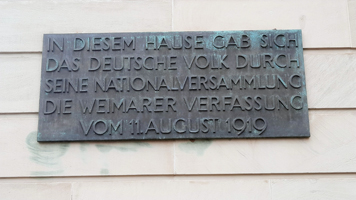 IN DIESEM HAUSE GAB SICH
DAS DEUTSCHE VOLK DURCH
SEINE NATIONALVERSAMMLUNG
DIE WEIMARER VERFASSUNG
VOM 11. AUGUST 1919